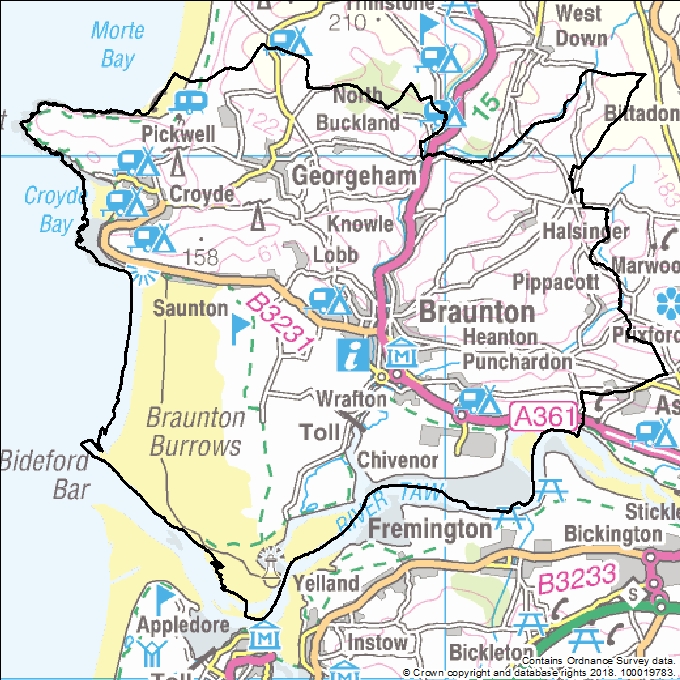 Trimstone
210
West
Down
Morte
Bay
North
Buckland
15
Bittadon
Pickwell
122
Georgeham
183
Croyde
Croyde
Bay
Knowle
Halsinger
158
61
Lobb
Marwood
Pippacott
Saunton
B3231
Braunton
Prixford
Heanton
Punchardon
i
Wrafton
A361
As
Braunton
Burrows
Toll
Chivenor
Bideford
Bar
RIVER TAW
Fremington
Stickle
Bickington
Yelland
B3233
S
Appledore
Instow
Bickleton
Contains Ordnance Survey data.
© Crown copyright and database rights 2018. 100019783.